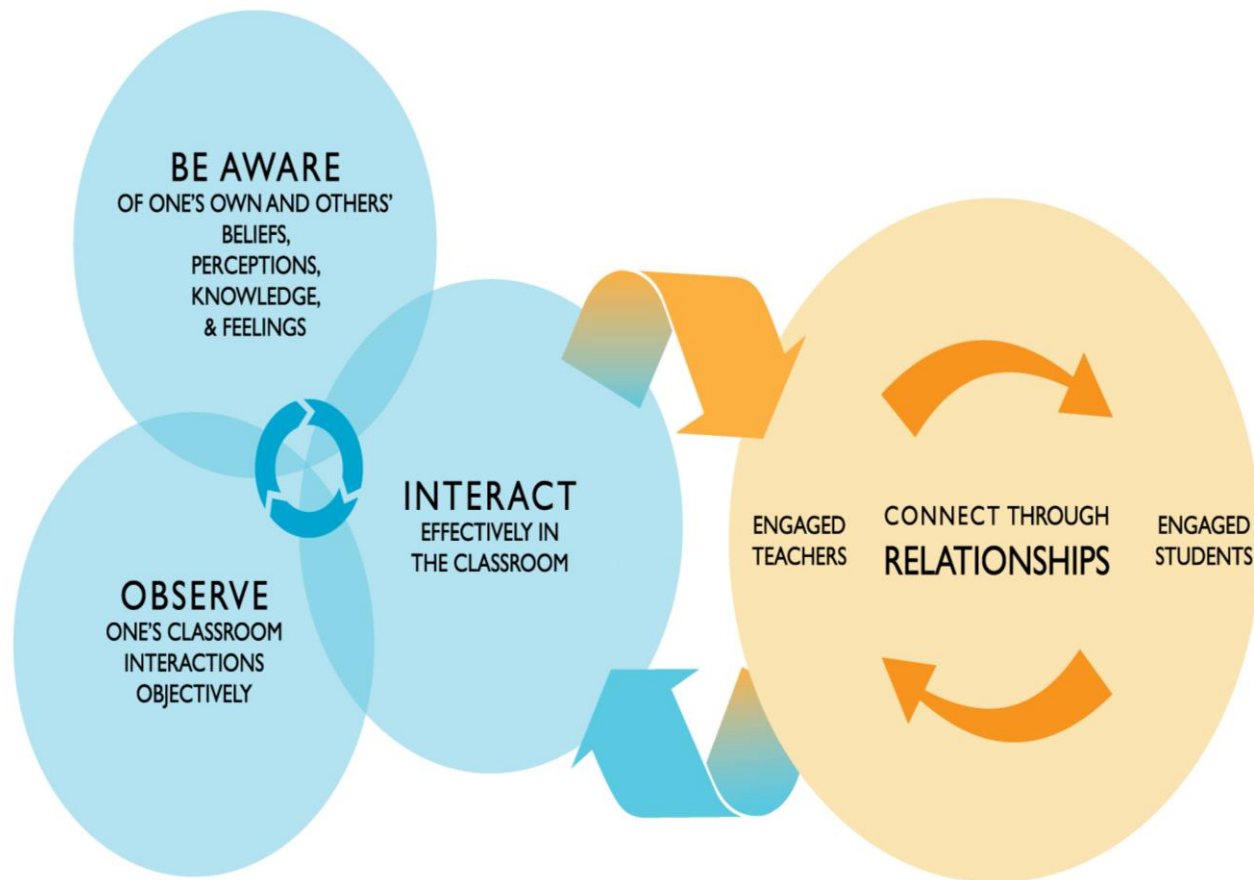 BE AWARE
OF ONE'S OWN AND OTHERS'
BELIEFS,
PERCEPTIONS,
KNOWLEDGE,
& FEELINGS
INTERACT
EFFECTIVELY IN
THE CLASSROOM
OBSERVE
ONE'S CLASSROOM
INTERACTIONS
OBJECTIVELY
ENGAGED
TEACHERS
CONNECT THROUGH
RELATIONSHIPS
ENGAGED
STUDENTS